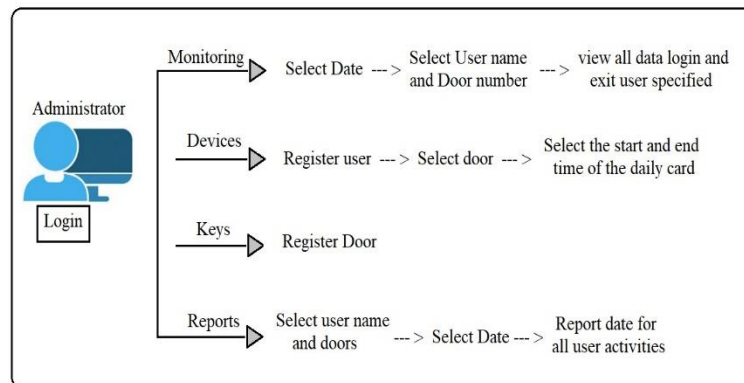 Administrator
Login
Monitoring
Select Date ---> Select User name
and Door number ---> view all data login and
exit user specified
Devices
Register user ---> Select door ---> Select the start and end
time of the daily card
Keys
Register Door
Reports
Select user name
and doors ---> Select Date ---> Report date for
all user activities